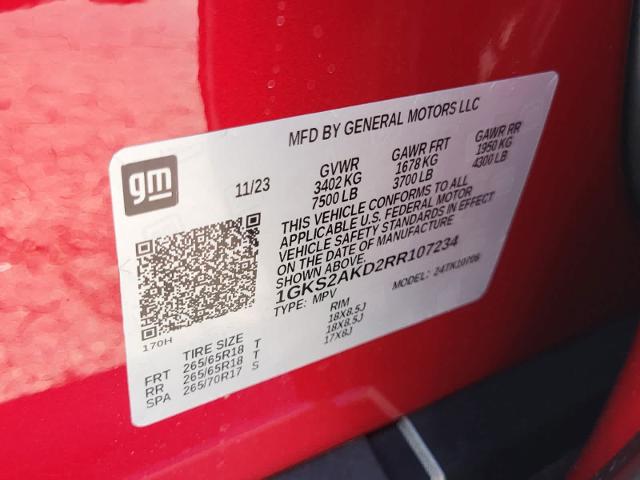 MFD BY GENERAL MOTORS LLC
gm
11/23
GVWR GAWR FRT GAWR RR
3402 KG 1678 KG 1950 KG
7500 LB 3700 LB 4300 LB
THIS VEHICLE CONFORMS TO ALL
APPLICABLE U.S. FEDERAL MOTOR
VEHICLE SAFETY STANDARDS IN EFFECT
ON THE DATE OF MANUFACTURE
SHOWN ABOVE.
1GKS2AKD2RR107234
TYPE: MPV MODEL: 24TK10706
170H
TIRE SIZE RIM
FRT 265/65R18 T 18X8.5J
RR 265/65R18 T 18X8.5J
SPA 265/70R17 S 17X8J